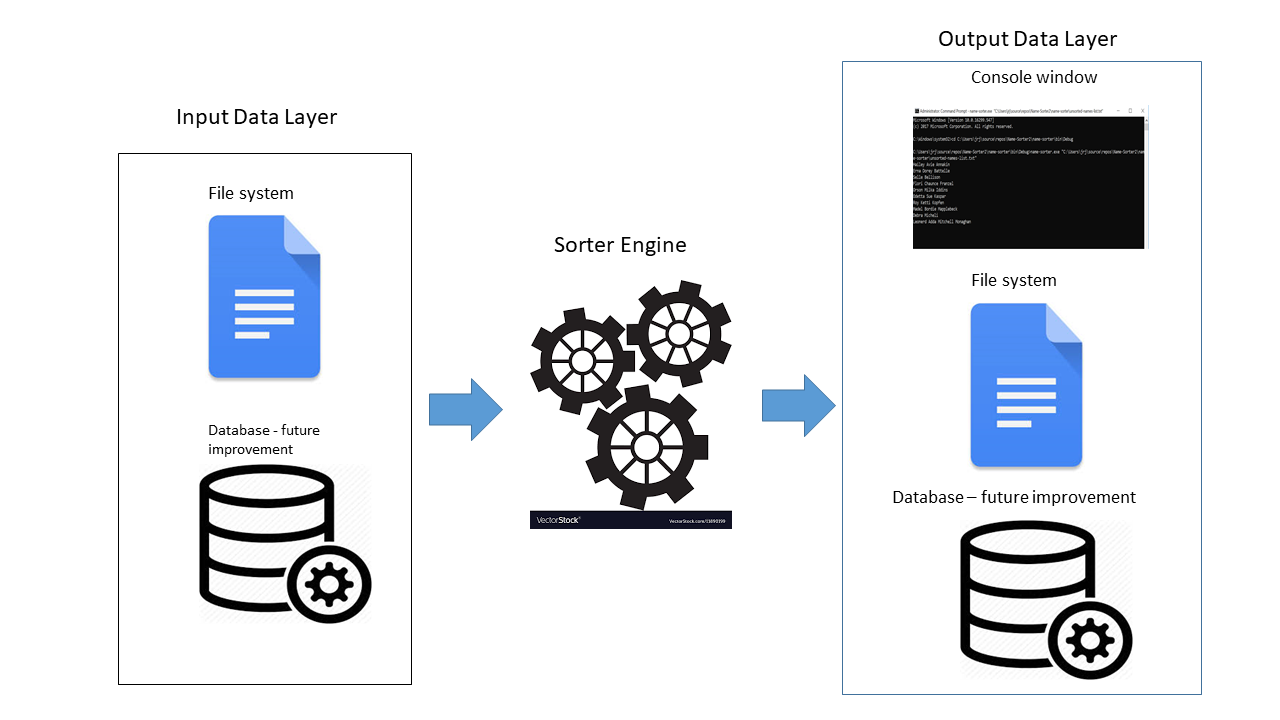 Output Data Layer
Console window
Input Data Layer
Administrator: Command Prompt - name-sorter.exe "C:\Users\jrj\source\repos\Name-Sorter2\name-sorter\unsorted-names-list.txt"
Microsoft Windows [Version 10.0.16299.547]
(c) 2017 Microsoft Corporation. All rights reserved.
C:\Windows\system32>cd C:\Users\jrj\source\repos\Name-Sorter2\name-sorter\bin\Debug
C:\Users\jrj\source\repos\Name-Sorter2\name-sorter\bin\Debug>name-sorter.exe "C:\Users\jrj\source\repos\Name-Sorter2\nam
e-sorter\unsorted-names-list.txt"
Hailey Avie Annakin
Erna Dorey Battelle
Selle Bellison
Flori Chaunce Franzel
Orson Milka Iddins
Odetta Sue Kaspar
Roy Ketti Kopfen
Madel Bordie Mapplebeck
Debra Micheli
Leonerd Adda Mitchell Monaghan
File system
Sorter Engine
File system
Database - future
improvement
Database – future improvement
VectorStock®
VectorStock.com/